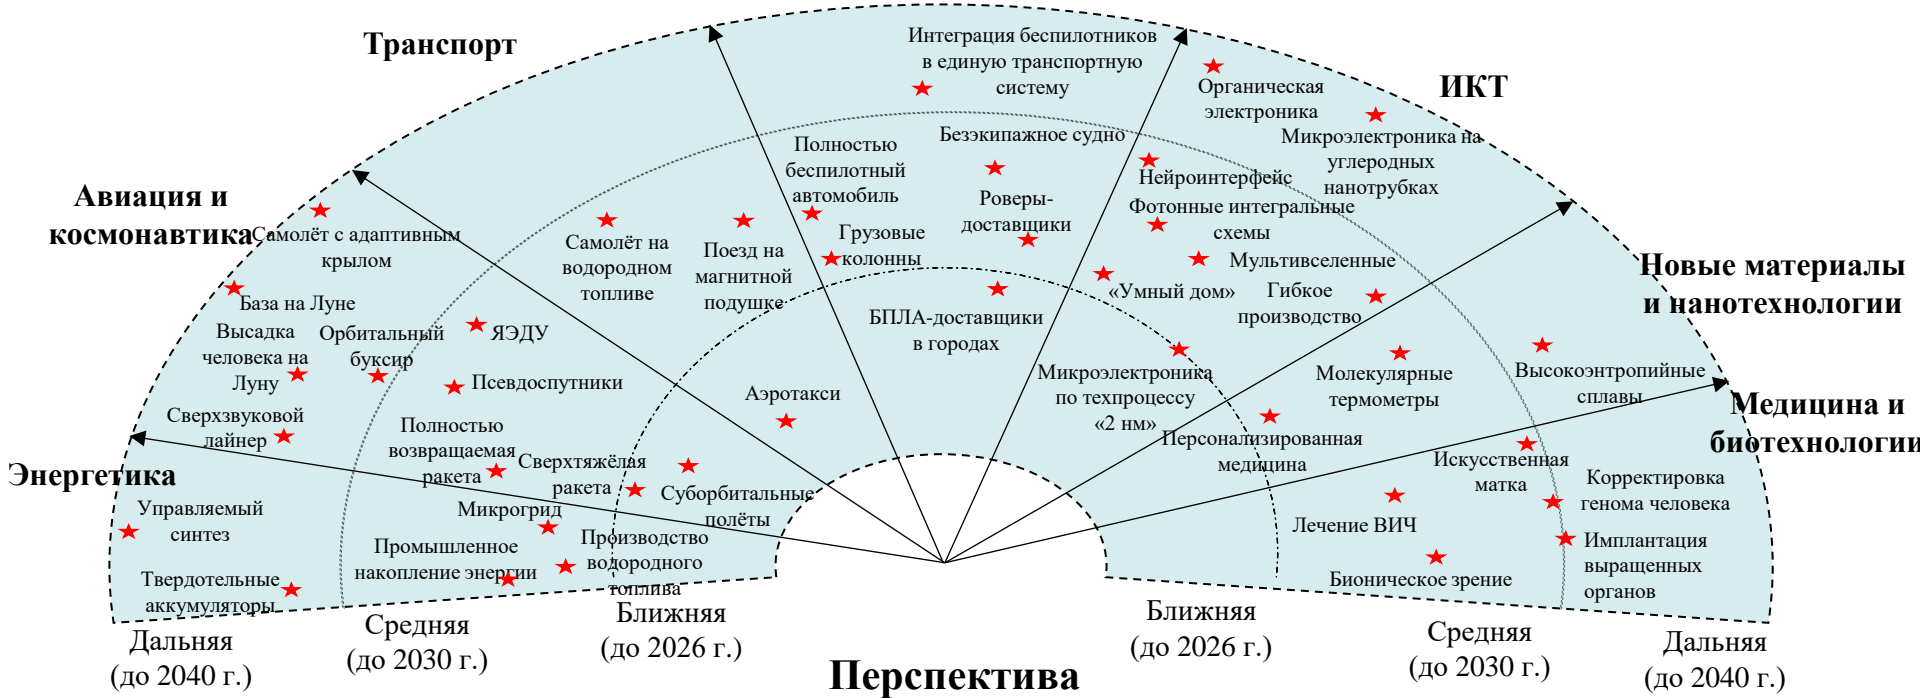 Транспорт
Интеграция беспилотников
в единую транспортную
систему
Органическая
электроника
ИКТ
Микроэлектроника на
углеродных
нанотрубках
Безэкипажное судно
Полностью
беспилотный
автомобиль
Нейроинтерфейс
Роверы-
доставщики
Фотонные интегральные
схемы
Авиация и
космонавтика
Самолёт с адаптивным
крылом
Самолёт на
водородном
топливе
Поезд на
магнитной
подушке
Грузовые
колонны
Мультивселенные
«Умный дом»
Гибкое
производство
Новые материалы
и нанотехнологии
База на Луне
Высадка
человека на
Луну
Орбитальный
буксир
ЯЭДУ
БПЛА-доставщики
в городах
Псевдоспутники
Аэротакси
Микроэлектроника
по техпроцессу
«2 нм»
Молекулярные
термометры
Высокоэнтропийные
сплавы
Медицина и
биотехнологии
Сверхзвуковой
лайнер
Полностью
возвращаемая
ракета
Сверхтяжёлая
ракета
Суборбитальные
полёты
Персонализированная
медицина
Искусственная
матка
Корректировка
генома человека
Энергетика
Управляемый
синтез
Микрогрид
Производство
водородного
топлива
Промышленное
накопление энергии
Твердотельные
аккумуляторы
Лечение ВИЧ
Бионическое зрение
Имплантация
выращенных
органов
Дальняя
(до 2040 г.)
Средняя
(до 2030 г.)
Ближняя
(до 2026 г.)
Перспектива
Ближняя
(до 2026 г.)
Средняя
(до 2030 г.)
Дальняя
(до 2040 г.)